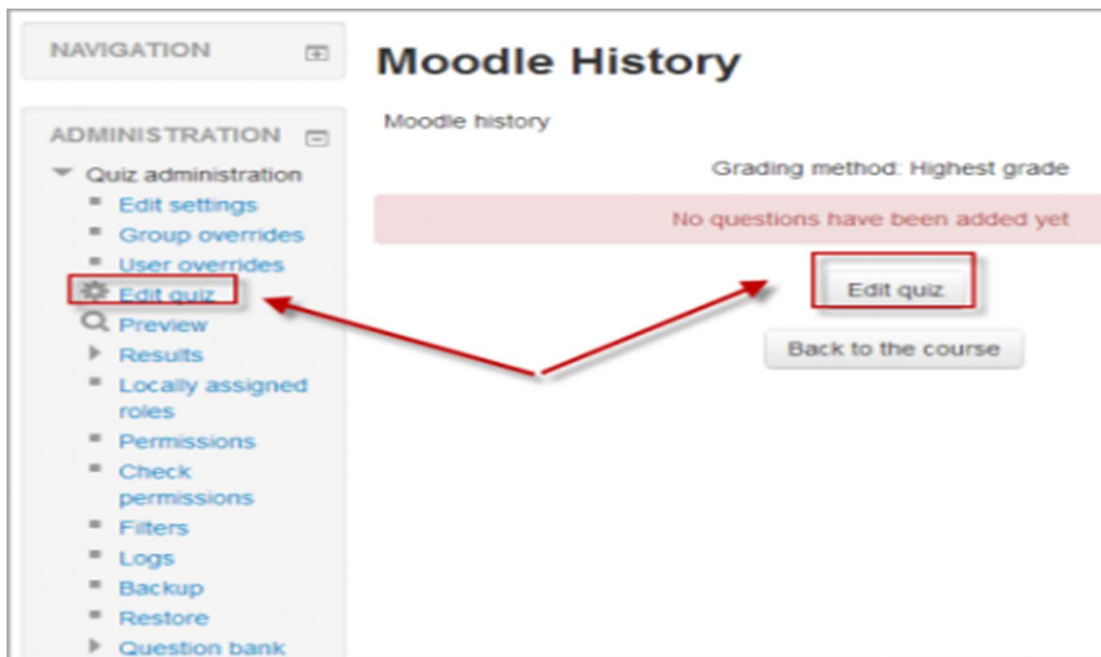 NAVIGATION
ADMINISTRATION
Quiz administration
Edit settings
Group overrides
User overrides
Edit quiz
Preview
Results
Locally assigned
roles
Permissions
Check
permissions
Filters
Logs
Backup
Restore
Question bank
Moodle History
Moodle history
Grading method: Highest grade
No questions have been added yet
Edit quiz
Back to the course